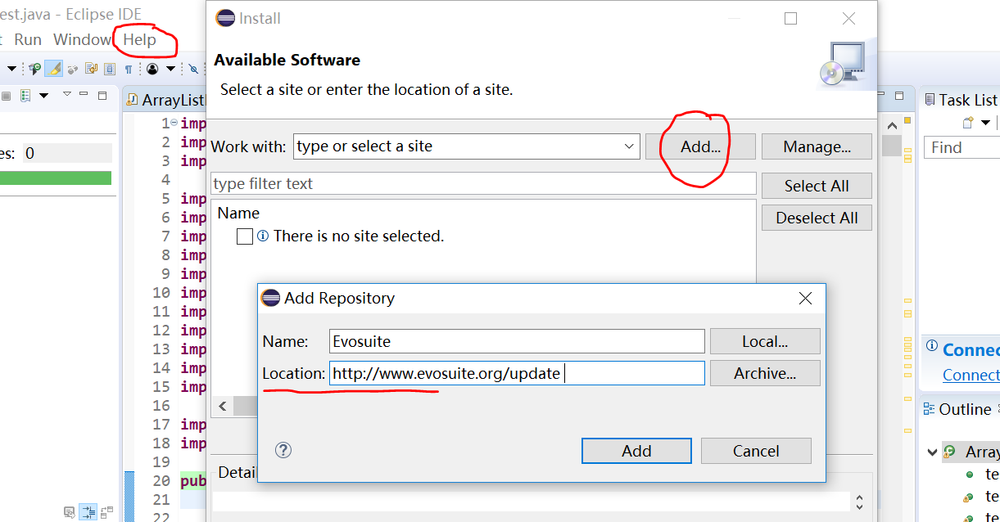 est.java - Eclipse IDE
Run Window Help
Install
Available Software
Select a site or enter the location of a site.
Work with: type or select a site Add... Manage...
type filter text Select All
Deselect All
Name
There is no site selected.
Add Repository
Name: Evosuite Local...
Location: http://www.evosuite.org/update Archive...
Add Cancel
Detai
es: 0
ArrayList
1 imp
2 imp
3 imp
4
5 imp
6 imp
7 imp
8 imp
9 imp
10 imp
11 imp
12 imp
13 imp
14 imp
15 imp
16
17 imp
18 imp
19
20 pub
21
22
Task List
Find
Connec
Connect
Outline
Array
te
te
te